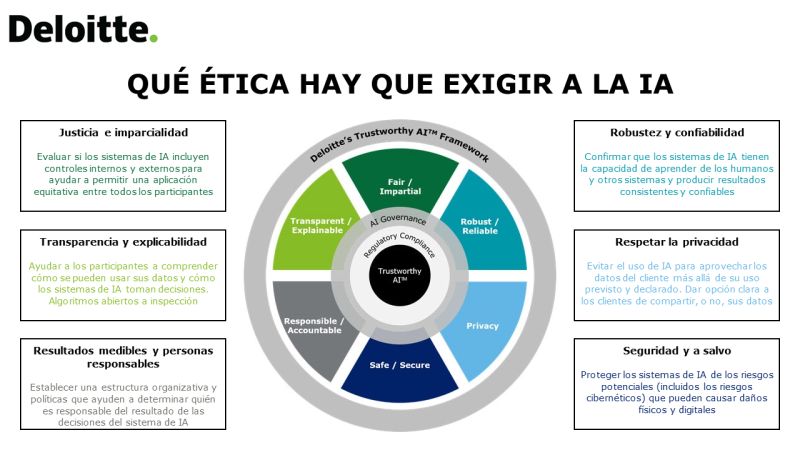 Deloitte.
QUÉ ÉTICA HAY QUE EXIGIR A LA IA
Justicia e imparcialidad
Evaluar si los sistemas de IA incluyen
controles internos y externos para
ayudar a permitir una aplicación
equitativa entre todos los participantes
Transparencia y explicabilidad
Ayudar a los participantes a comprender
cómo se pueden usar sus datos y cómo
los sistemas de IA toman decisiones.
Algoritmos abiertos a inspección
Resultados medibles y personas
responsables
Establecer una estructura organizativa y
políticas que ayuden a determinar quién
es responsable del resultado de las
decisiones del sistema de IA
Deloitte's Trustworthy AI™ Framework
Fair /
Impartial
Transparent /
Explainable
Robust /
Reliable
AI Governance
Regulatory Compliance
Trustworthy
AI™
Responsible /
Accountable
Privacy
Safe / Secure
Robustez y confiabilidad
Confirmar que los sistemas de IA tienen
la capacidad de aprender de los humanos
y otros sistemas y producir resultados
consistentes y confiables
Respetar la privacidad
Evitar el uso de IA para aprovechar los
datos del cliente más allá de su uso
previsto y declarado. Dar opción clara a
los clientes de compartir, o no, sus datos
Seguridad y a salvo
Proteger los sistemas de IA de los riesgos
potenciales (incluidos los riesgos
cibernéticos) que pueden causar daños
físicos y digitales